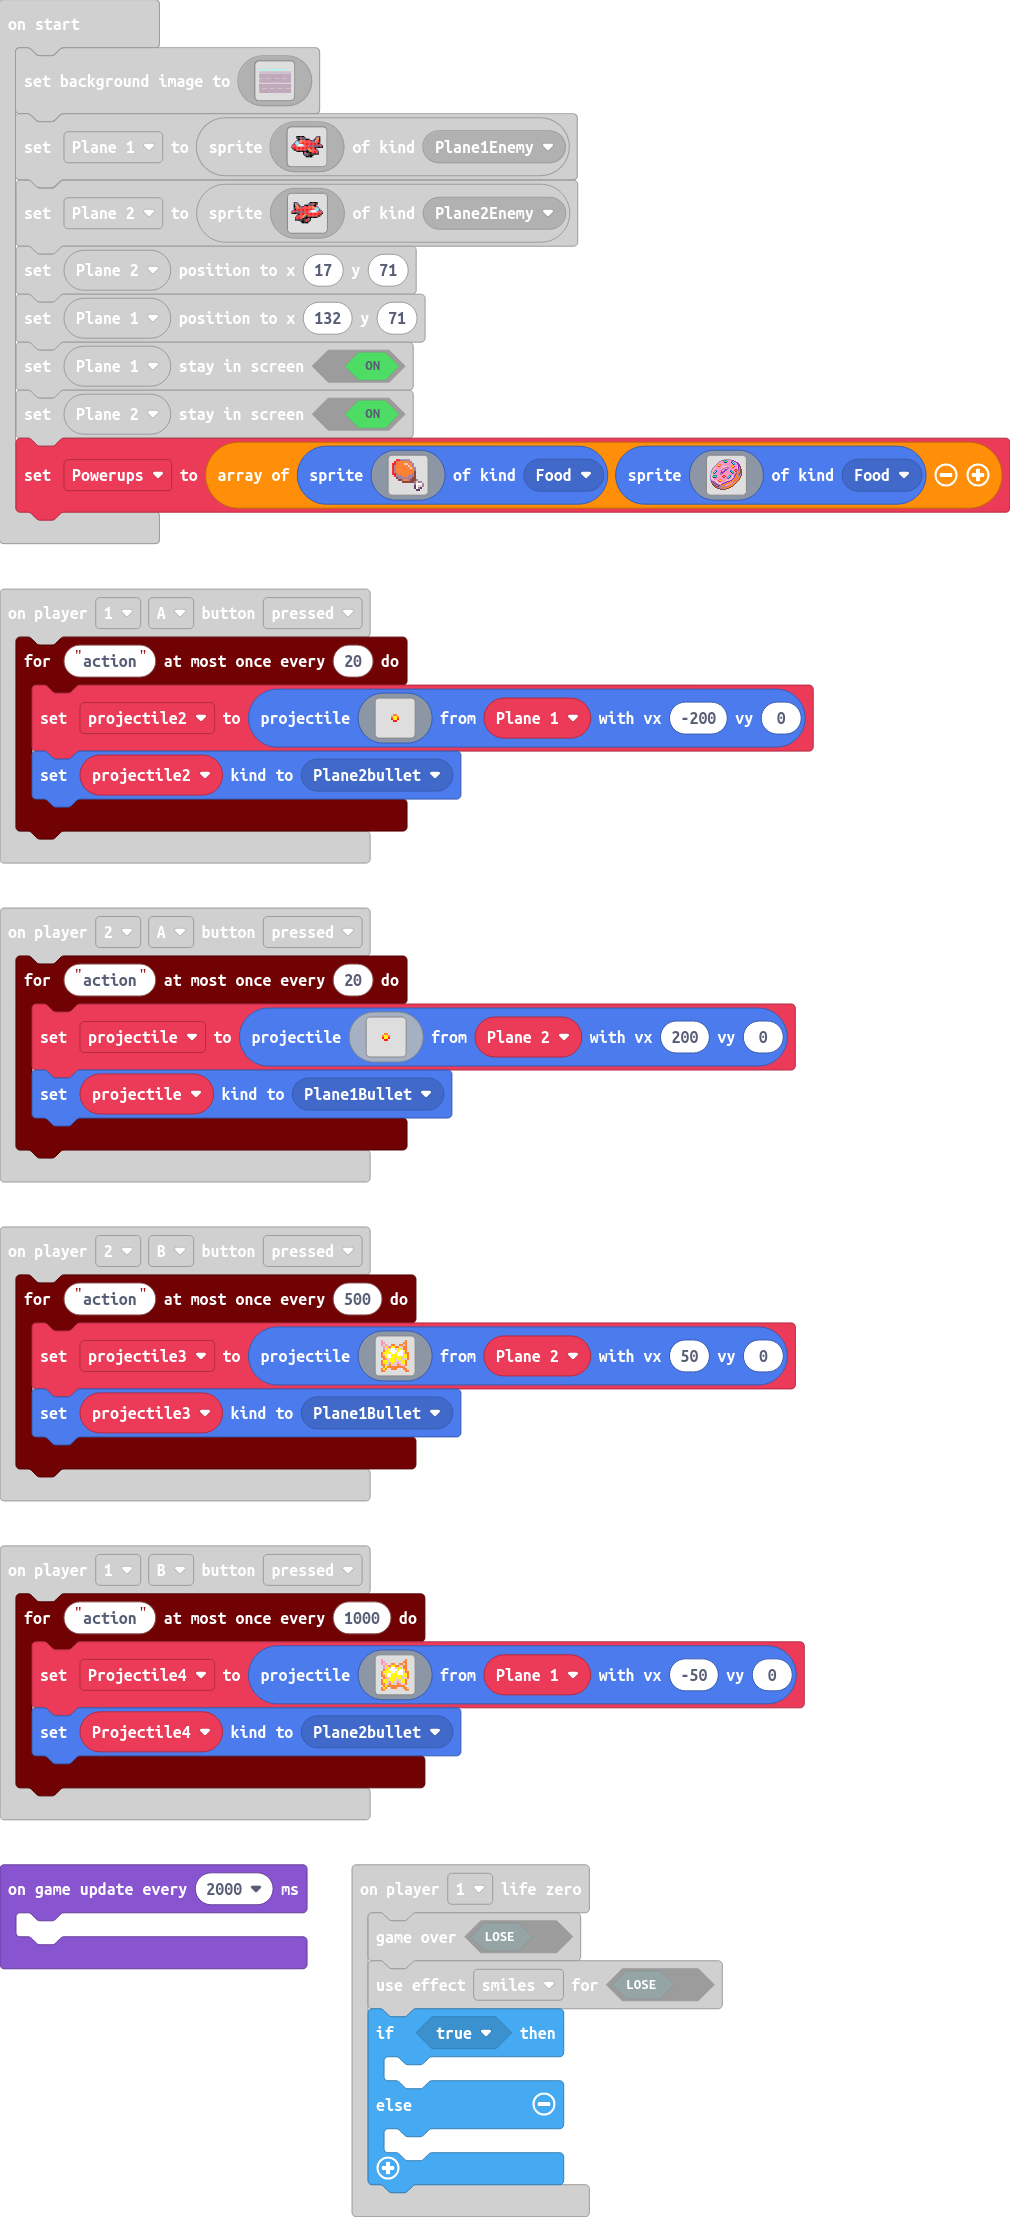 on start
set background image to
set Plane 1 to sprite of kind Plane1Enemy
set Plane 2 to sprite of kind Plane2Enemy
set Plane 2 position to x 17 y 71
set Plane 1 position to x 132 y 71
set Plane 1 stay in screen ON
set Plane 2 stay in screen ON
set Powerups to array of sprite of kind Food sprite of kind Food
on player 1 A button pressed
for "action" at most once every 20 do
set projectile2 to projectile from Plane 1 with vx -200 vy 0
set projectile2 kind to Plane2bullet
on player 2 A button pressed
for "action" at most once every 20 do
set projectile to projectile from Plane 2 with vx 200 vy 0
set projectile kind to Plane1Bullet
on player 2 B button pressed
for "action" at most once every 500 do
set projectile3 to projectile from Plane 2 with vx 50 vy 0
set projectile3 kind to Plane1Bullet
on player 1 B button pressed
for "action" at most once every 1000 do
set Projectile4 to projectile from Plane 1 with vx -50 vy 0
set Projectile4 kind to Plane2bullet
on game update every 2000 ms
on player 1 life zero
game over LOSE
use effect smiles for LOSE
if true then
else